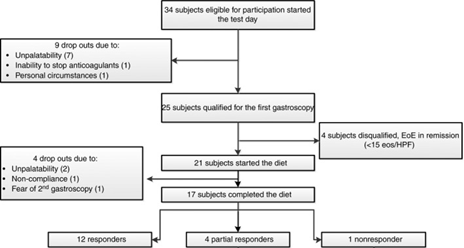 34 subjects eligible for participation started
the test day
9 drop outs due to:
• Unpalatability (7)
• Inability to stop anticoagulants (1)
• Personal circumstances (1)
25 subjects qualified for the first gastroscopy
4 subjects disqualified, EoE in remission
(<15 eos/HPF)
4 drop outs due to:
• Unpalatability (2)
• Non-compliance (1)
• Fear of 2nd gastroscopy (1)
21 subjects started the diet
17 subjects completed the diet
12 responders
4 partial responders
1 nonresponder